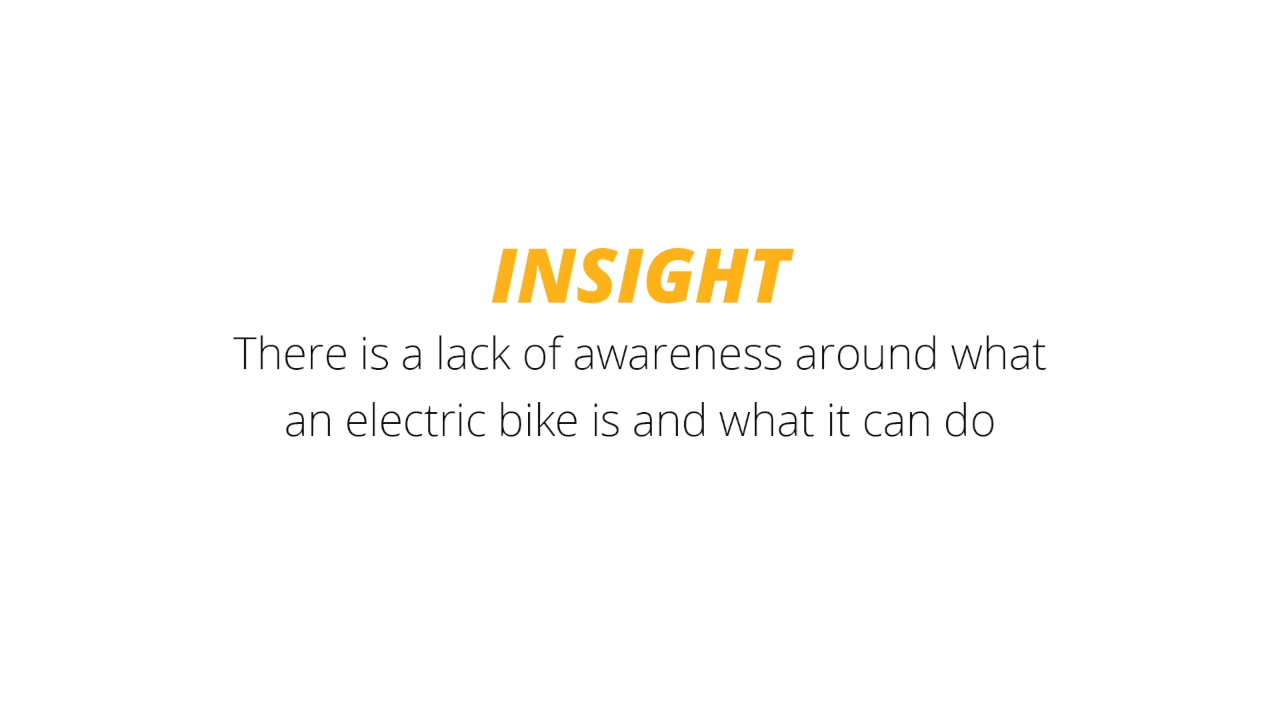 INSIGHT
There is a lack of awareness around what
an electric bike is and what it can do